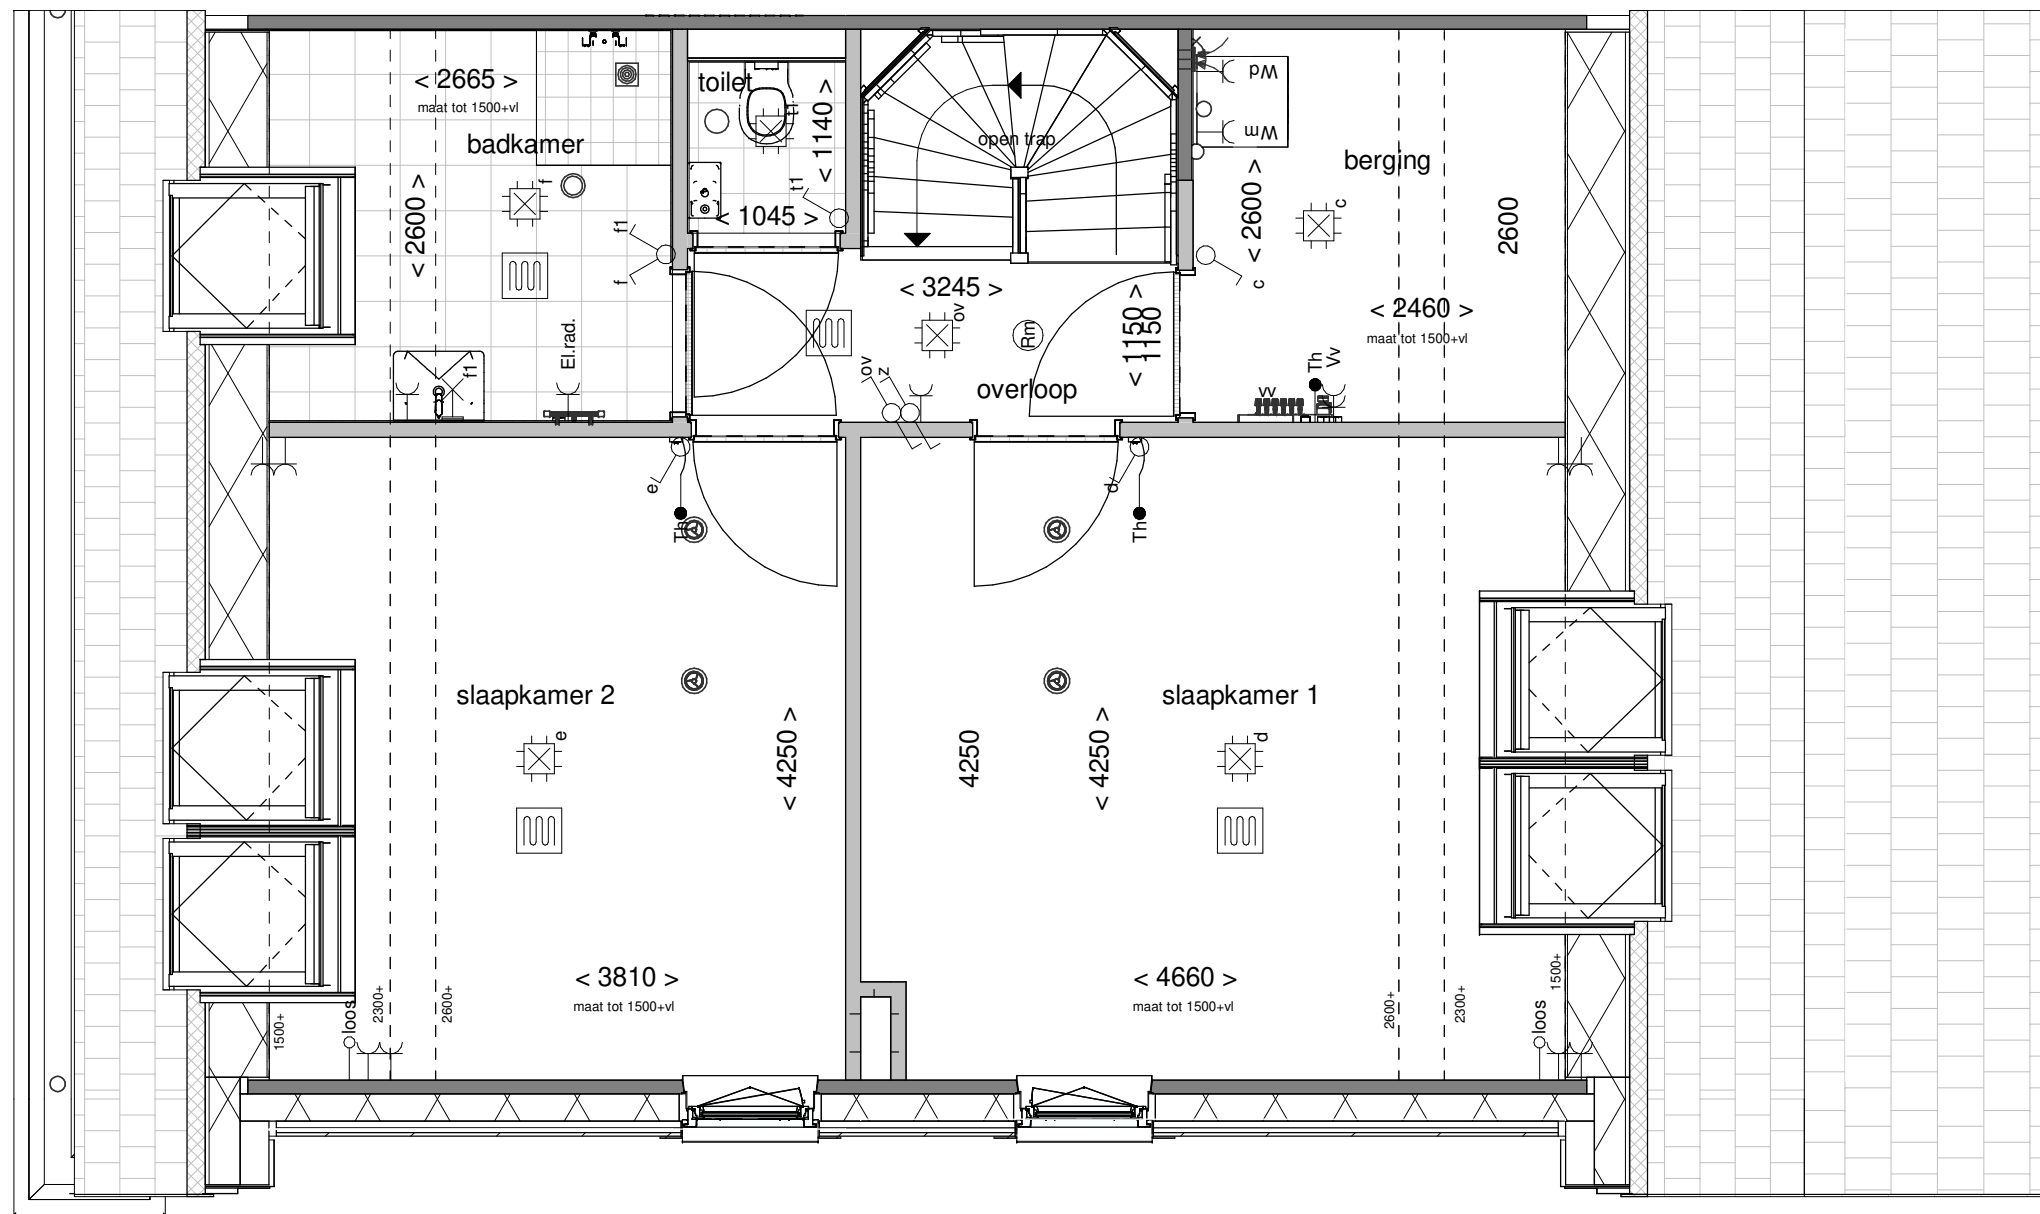 < 2665 >
maat tot 1500+vl
badkamer
< 2600 >
f
f1
f
El.rad.
f1
toilet
t1
< 1140 >
t1
< 1045 >
open trap
< 3245 >
ov
Rm
< 1150 >
1150
ov
z
overloop
Wd
Wm
< 2600 >
berging
c
2600
c
< 2460 >
maat tot 1500+vl
Th
Vv
vv
e
Th
d
Th
slaapkamer 2
e
< 4250 >
4250
< 4250 >
slaapkamer 1
d
< 3810 >
maat tot 1500+vl
< 4660 >
maat tot 1500+vl
1500+
loos
2300+
2600+
2600+
2300+
loos
1500+